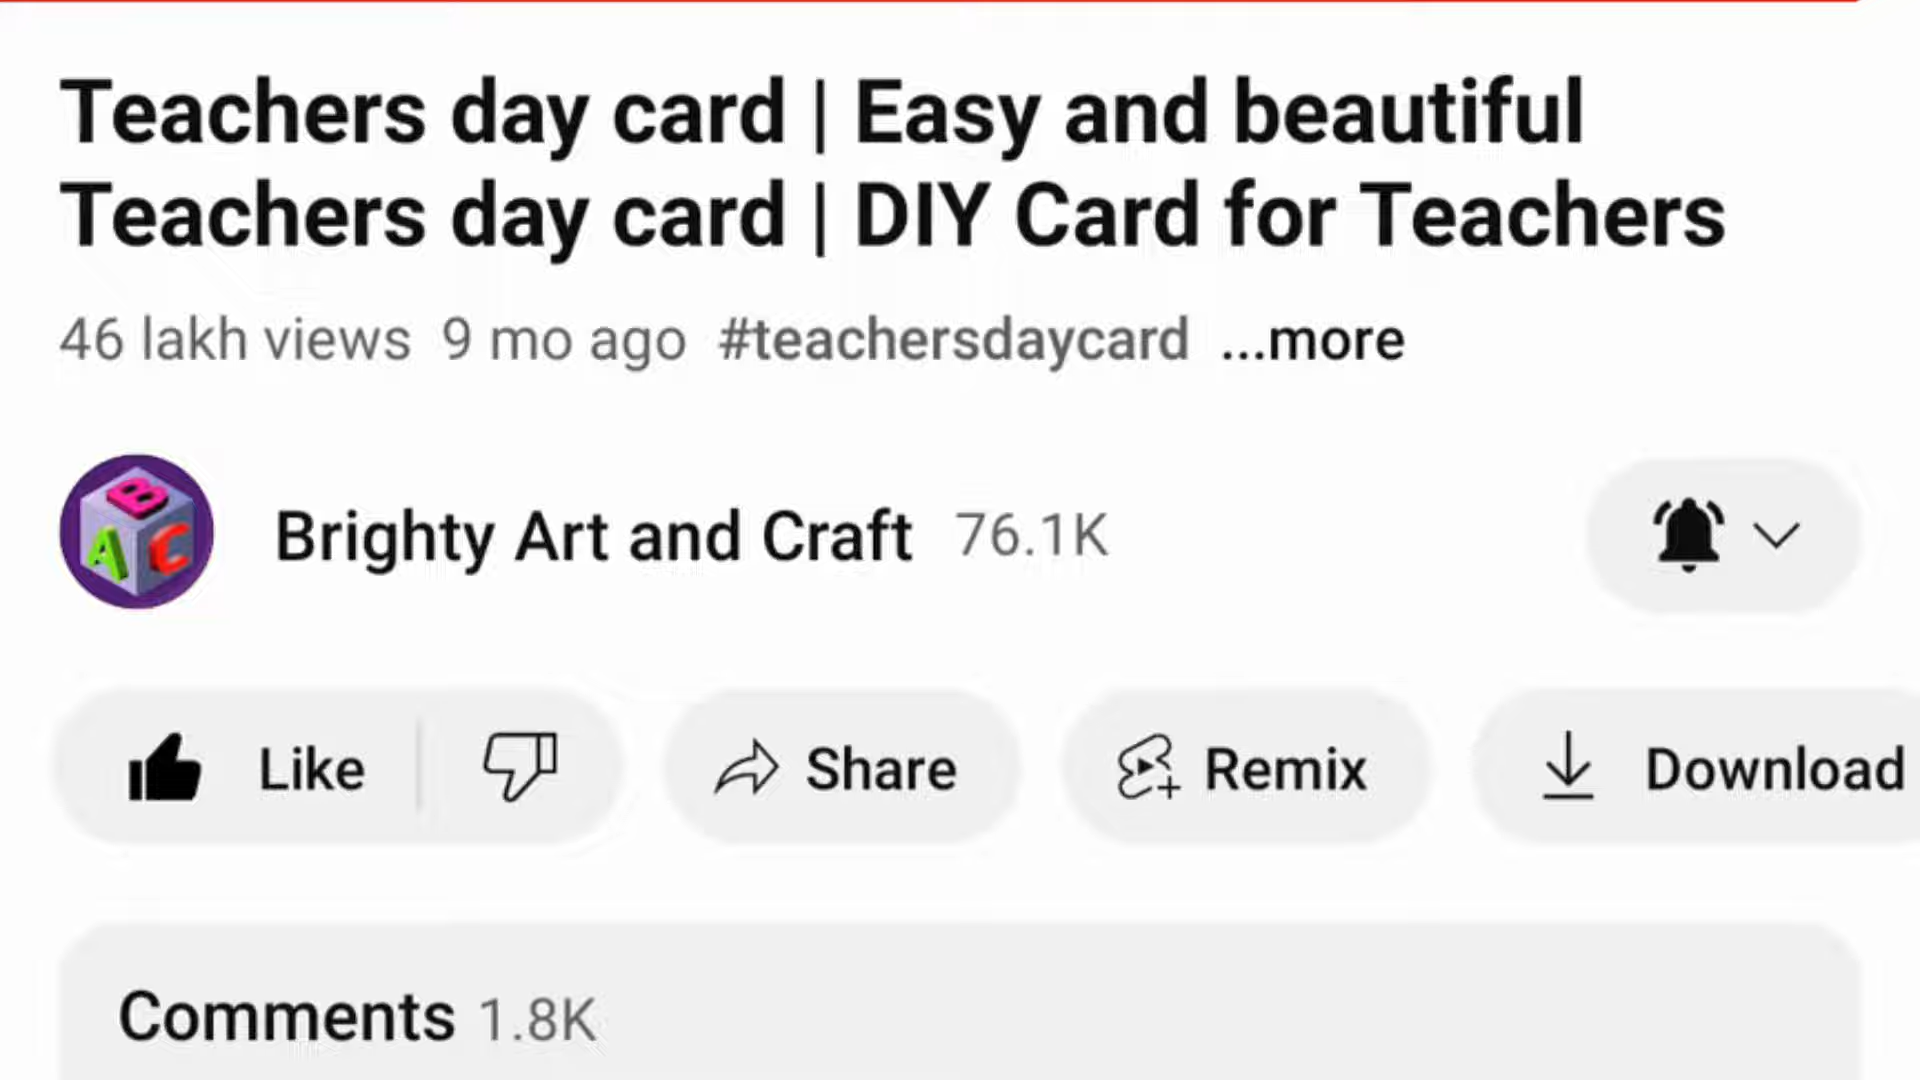 Teachers day card | Easy and beautiful
Teachers day card | DIY Card for Teachers
46 lakh views 9 mo ago #teachersdaycard ...more
B
A C
Brighty Art and Craft 76.1K
Like Share Remix Download
Comments 1.8K